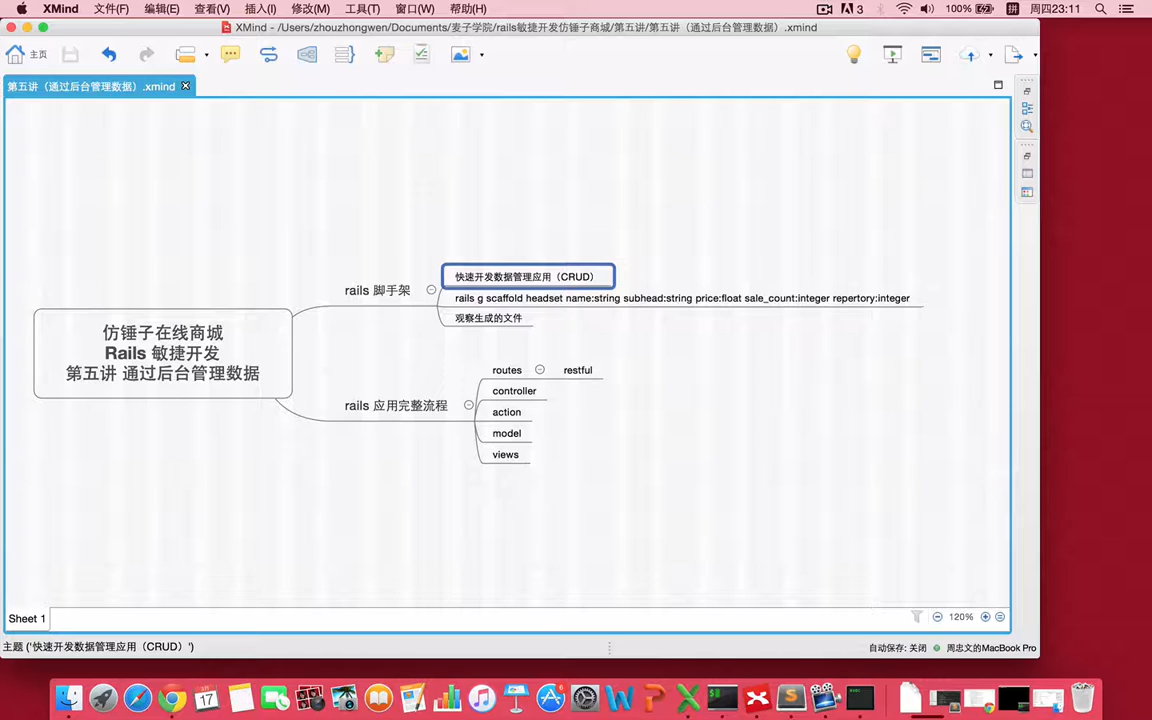 XMind 文件(F) 编辑(E) 查看(V) 插入(I) 修改(M) 工具(T) 窗口(W) 帮助(H) 3 100% 拼 周四23:11
XMind - /Users/zhouzhongwen/Documents/麦子学院/rails敏捷开发仿锤子商城/第五讲/第五讲（通过后台管理数据）.xmind
主页
第五讲（通过后台管理数据）.xmind
快速开发数据管理应用（CRUD）
rails 脚手架
rails g scaffold headset name:string subhead:string price:float sale_count:integer repertory:integer
观察生成的文件
仿锤子在线商城
Rails 敏捷开发
第五讲 通过后台管理数据
routes restful
controller
rails 应用完整流程
action
model
views
Sheet 1
120%
主题 ('快速开发数据管理应用（CRUD）')
自动保存: 关闭 周忠文的MacBook Pro
17